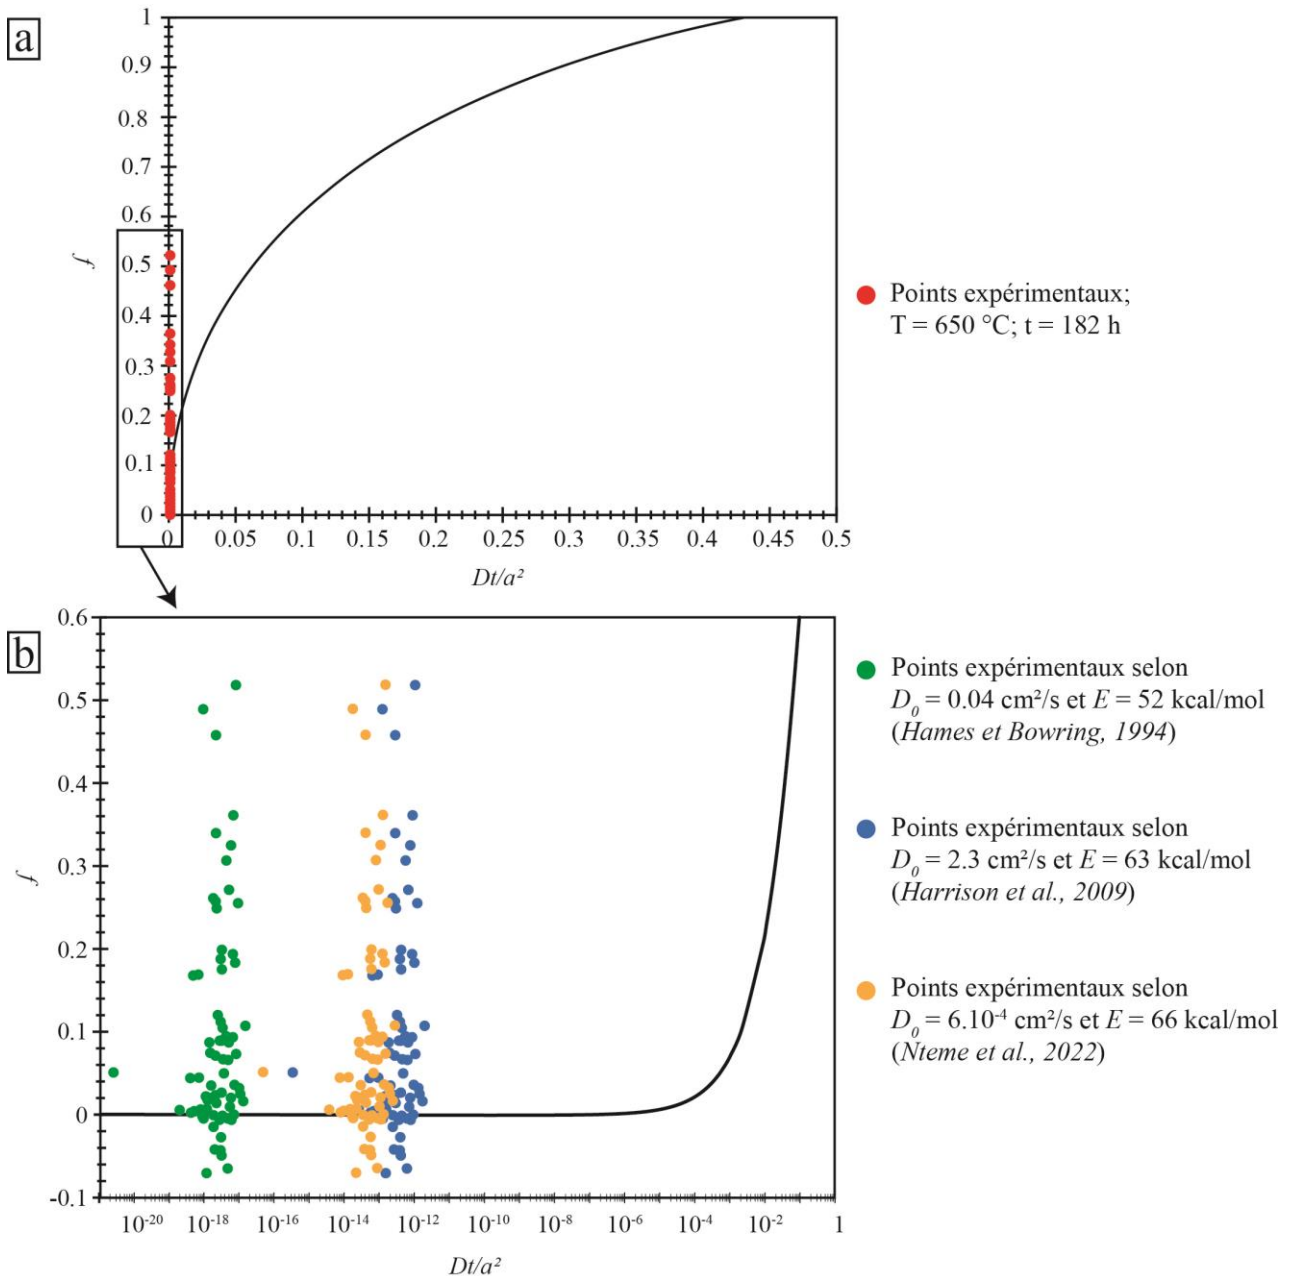 a
1
0.9
0.8
0.7
0.6
0.5
0.4
0.3
0.2
0.1
0
f
0 0.05 0.1 0.15 0.2 0.25 0.3 0.35 0.4 0.45 0.5
Dt/a²
Points expérimentaux;
T = 650 °C; t = 182 h
b
0.6
0.5
0.4
0.3
0.2
0.1
0
-0.1
f
10⁻²⁰ 10⁻¹⁸ 10⁻¹⁶ 10⁻¹⁴ 10⁻¹² 10⁻¹⁰ 10⁻⁸ 10⁻⁶ 10⁻⁴ 10⁻² 1
Dt/a²
Points expérimentaux selon
D₀ = 0.04 cm²/s et E = 52 kcal/mol
(Hames et Bowring, 1994)
Points expérimentaux selon
D₀ = 2.3 cm²/s et E = 63 kcal/mol
(Harrison et al., 2009)
Points expérimentaux selon
D₀ = 6.10⁻⁴ cm²/s et E = 66 kcal/mol
(Nteme et al., 2022)